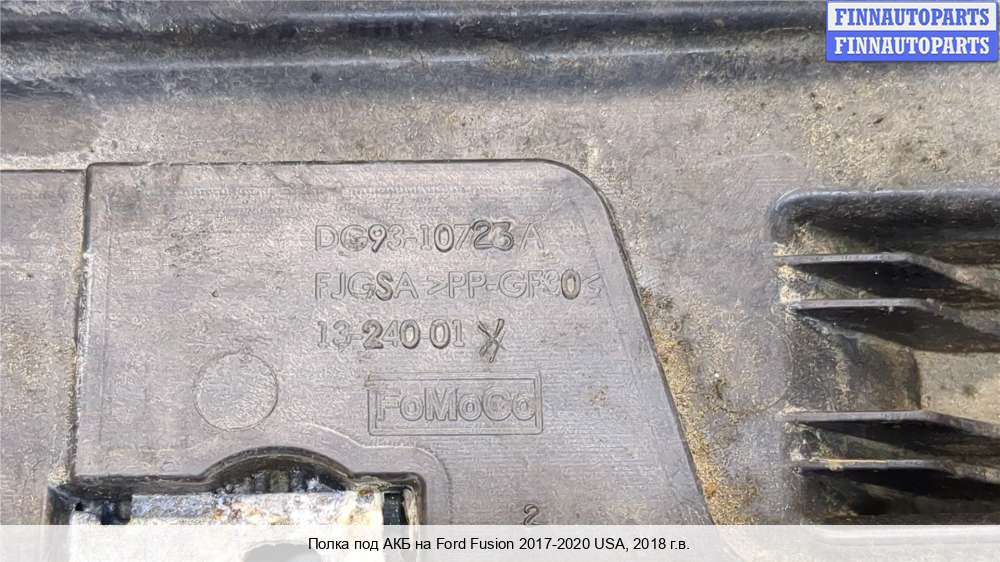 FINNAUTOPARTS
FINNAUTOPARTS
DG93-10723-A
FJGSA >PP-GF30<
13-240 01
FoMoCo
2
Полка под АКБ на Ford Fusion 2017-2020 USA, 2018 г.в.